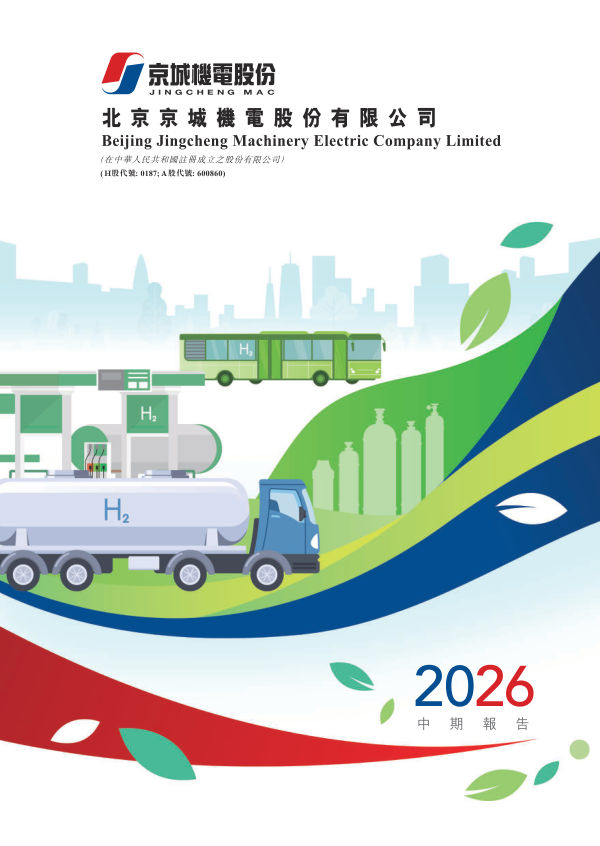 京城機電股份
JINGCHENG MAC
北京京城機電股份有限公司
Beijing Jingcheng Machinery Electric Company Limited
(在中華人民共和國註冊成立之股份有限公司)
(H股代號: 0187; A股代號: 600860)
H₂
H₂
H₂
2026
中期報告